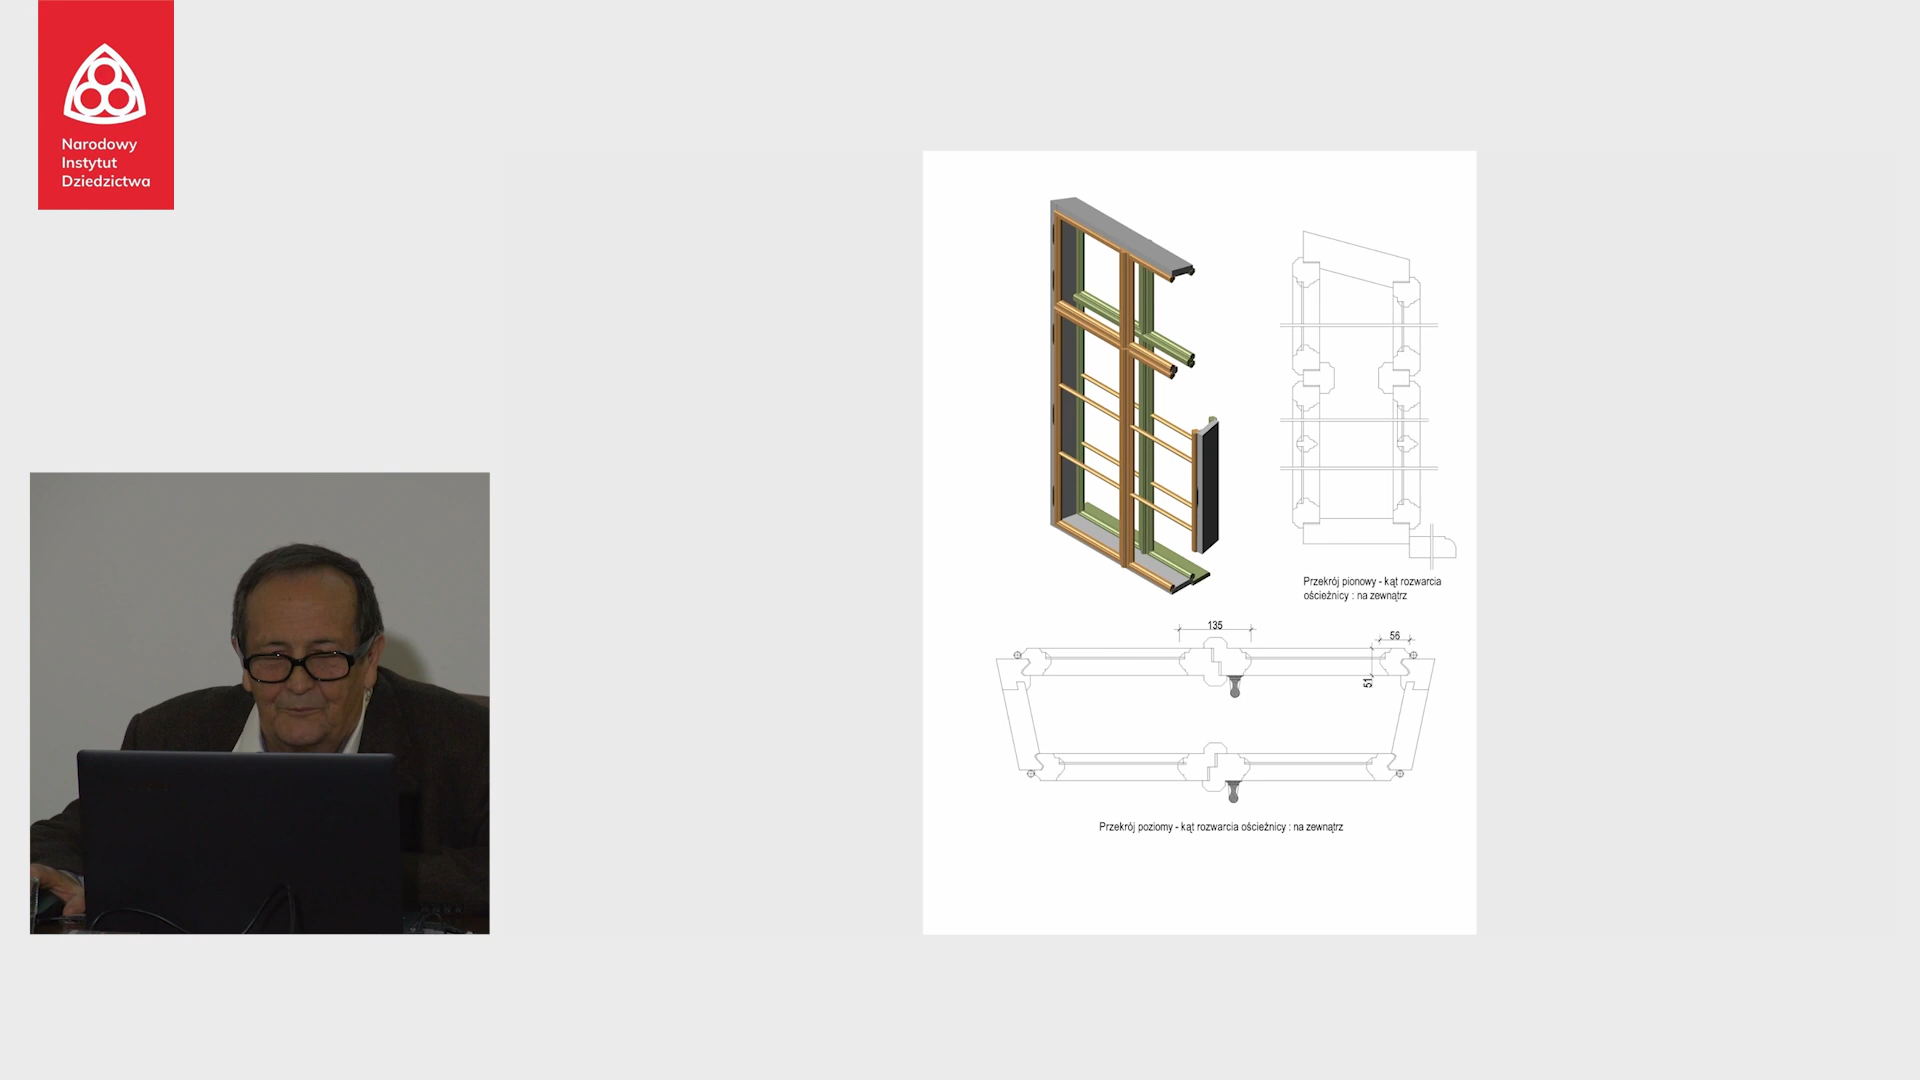 Narodowy
Instytut
Dziedzictwa
Przekrój pionowy - kąt rozwarcia
ościeżnicy : na zewnątrz
135
56
51
Przekrój poziomy - kąt rozwarcia ościeżnicy : na zewnątrz